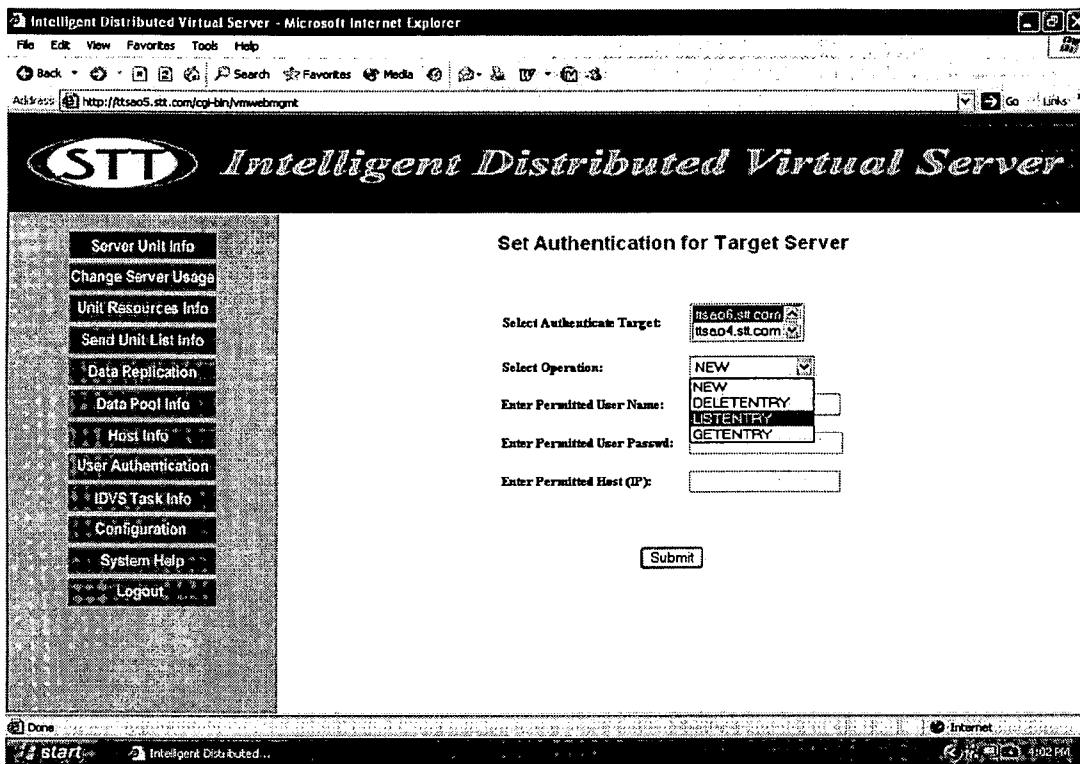 Intelligent Distributed Virtual Server - Microsoft Internet Explorer
File Edit View Favorites Tools Help
Back Search Favorites Media
Address http://ttsao5.stt.com/cgi-bin/vmwebmgmt Go Links
STT Intelligent Distributed Virtual Server
Server Unit Info
Change Server Usage
Unit Resources Info
Send Unit List Info
Data Replication
Data Pool Info
Host Info
User Authentication
IDVS Task Info
Configuration
System Help
Logout
Set Authentication for Target Server
Select Authenticate Target: ttsao6.stt.com
ttsao4.stt.com
Select Operation: NEW
NEW
DELETENTRY
LISTENTRY
GETENTRY
Enter Permitted User Name:
Enter Permitted User Passwd:
Enter Permitted Host (IP):
Submit
Done Internet
start Intelligent Distributed... 4:02 PM